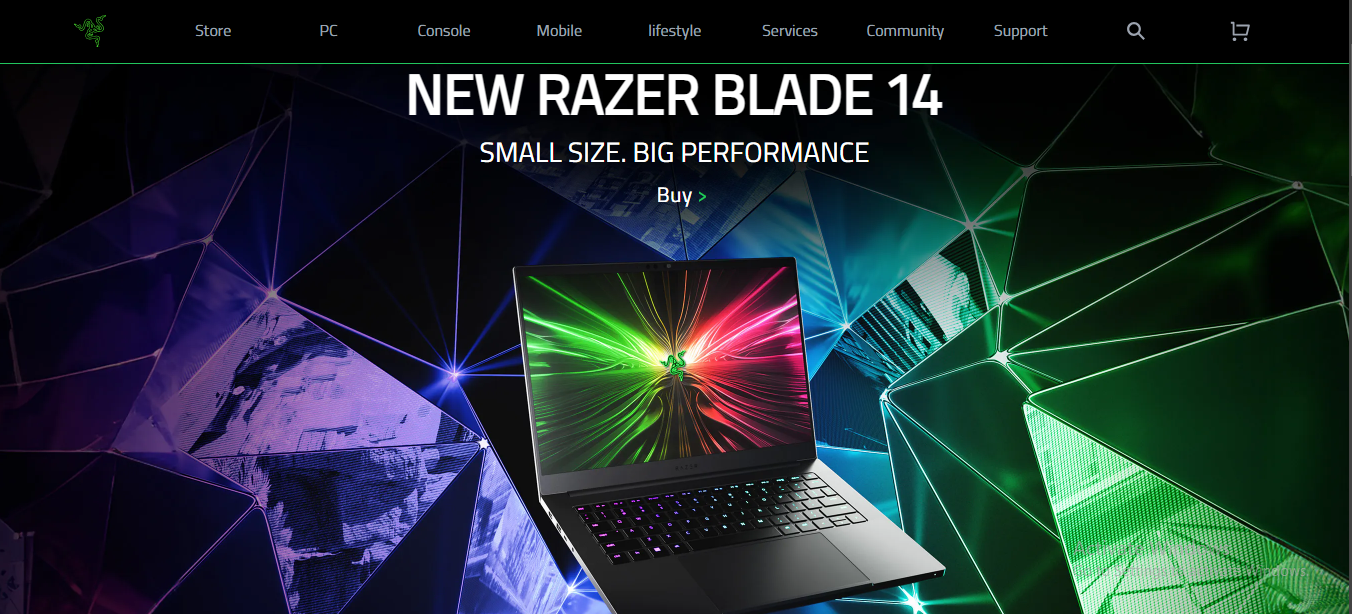 Store PC Console Mobile lifestyle Services Community Support
NEW RAZER BLADE 14
SMALL SIZE. BIG PERFORMANCE
Buy >
RAZER